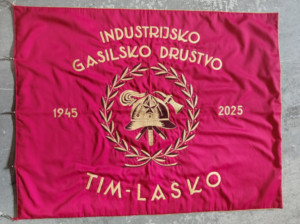 INDUSTRIJSKO
GASILSKO DRUSTVO
1945 2025
TIM-LASKO